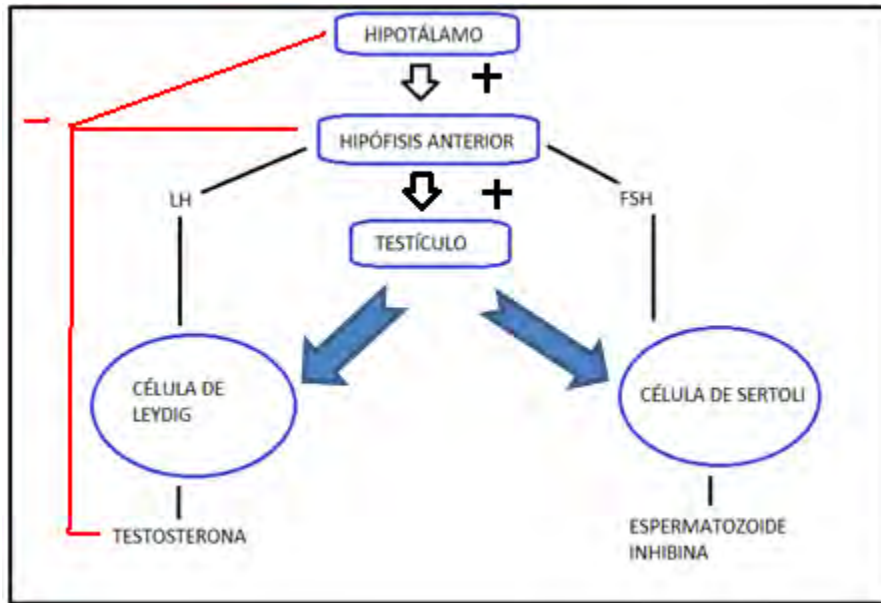 HIPOTÁLAMO
+
HIPÓFISIS ANTERIOR
LH
+
FSH
TESTÍCULO
CÉLULA DE
LEYDIG
CÉLULA DE SERTOLI
TESTOSTERONA
ESPERMATOZOIDE
INHIBINA